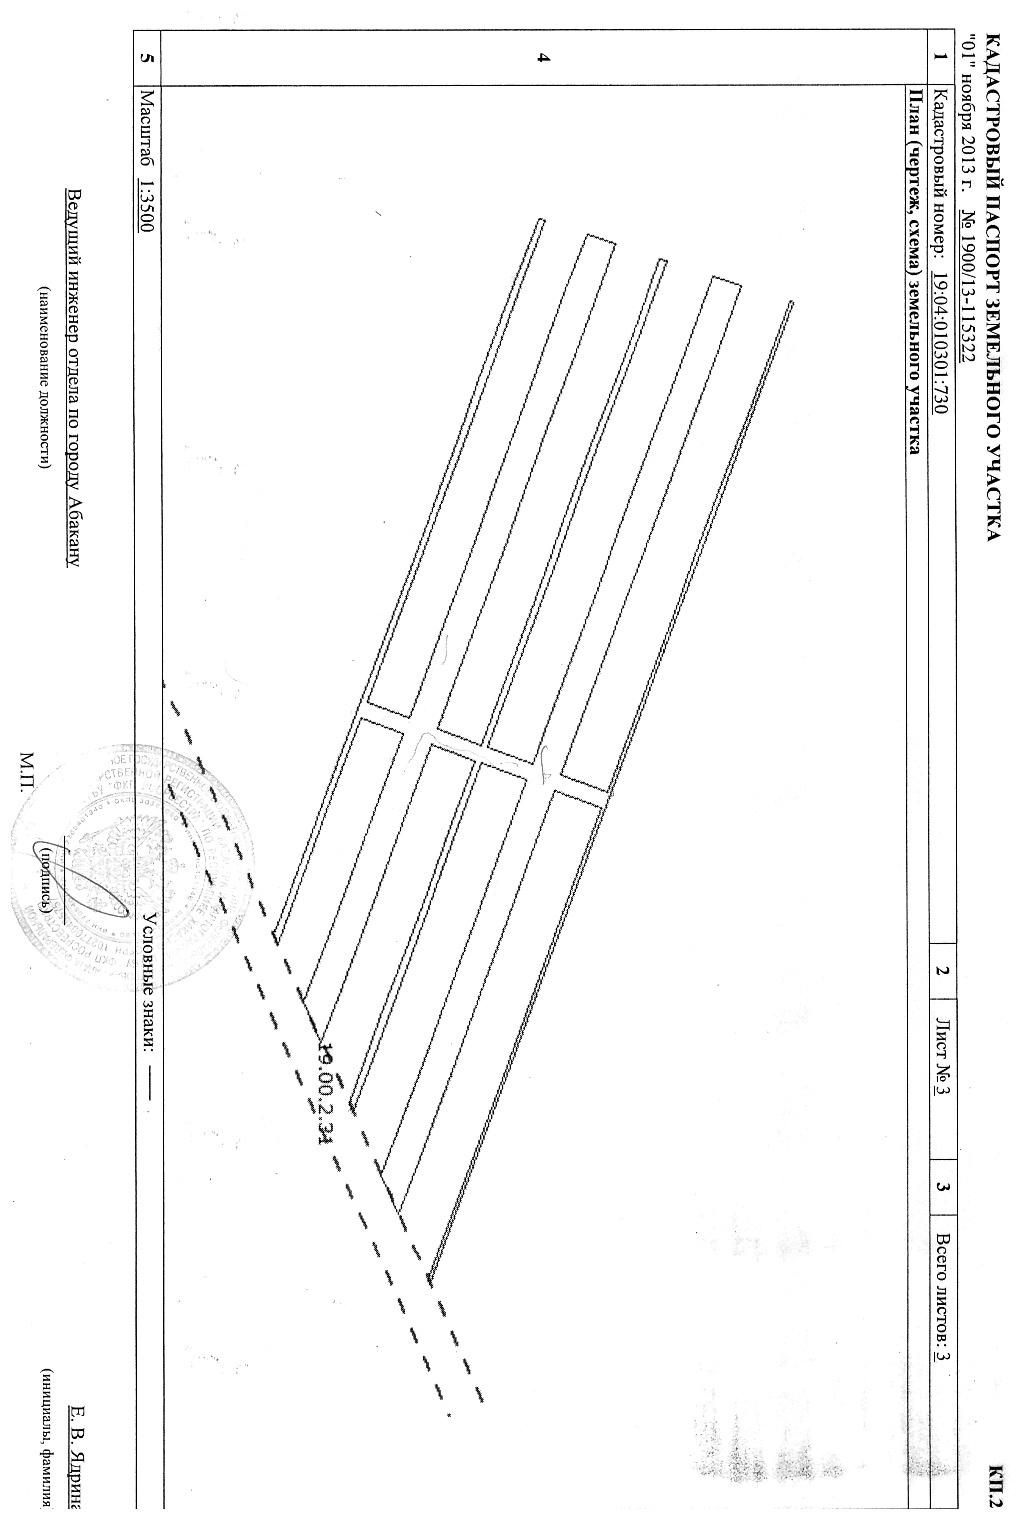 КАДАСТРОВЫЙ ПАСПОРТ ЗЕМЕЛЬНОГО УЧАСТКА
КП.2
"01" ноября 2013 г. № 1900/13-115322
1 Кадастровый номер: 19:04:010301:730 2 Лист № 3 3 Всего листов: 3
План (чертеж, схема) земельного участка
4
19.00.2.31
5 Масштаб 1:3500 Условные знаки: ——
Ведущий инженер отдела по городу Абакану Е. В. Ядрина
(наименование должности) М.П. (подпись) (инициалы, фамилия